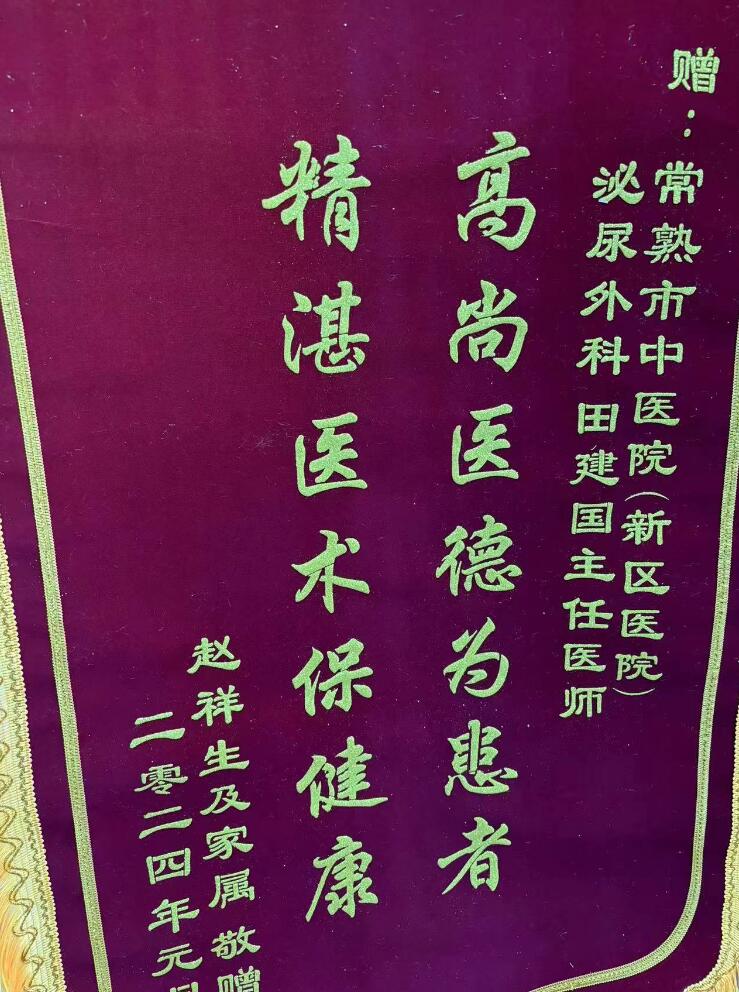 赠：常熟市中医院(新区医院)
泌尿外科田建国主任医师
高尚医德为患者
精湛医术保健康
赵祥生及家属敬赠
二零二四年元月